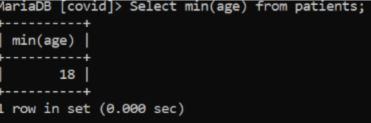 MariaDB [covid]> Select min(age) from patients;
+----------+
| min(age) |
+----------+
|       18 |
+----------+
1 row in set (0.000 sec)